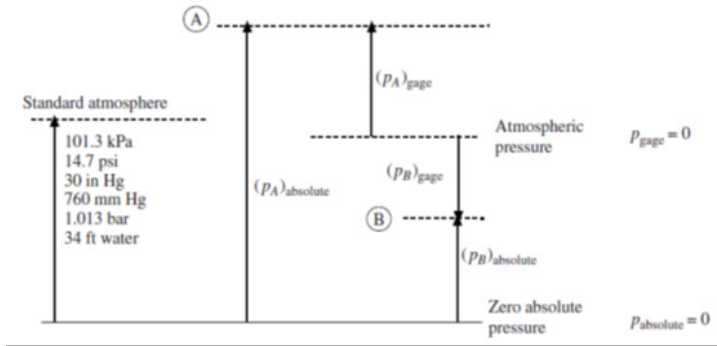 A
(pA)gage
Standard atmosphere
101.3 kPa
14.7 psi
30 in Hg
760 mm Hg
1.013 bar
34 ft water
(pA)absolute
Atmospheric
pressure
pgage = 0
(pB)gage
B
(pB)absolute
Zero absolute
pressure
pabsolute = 0